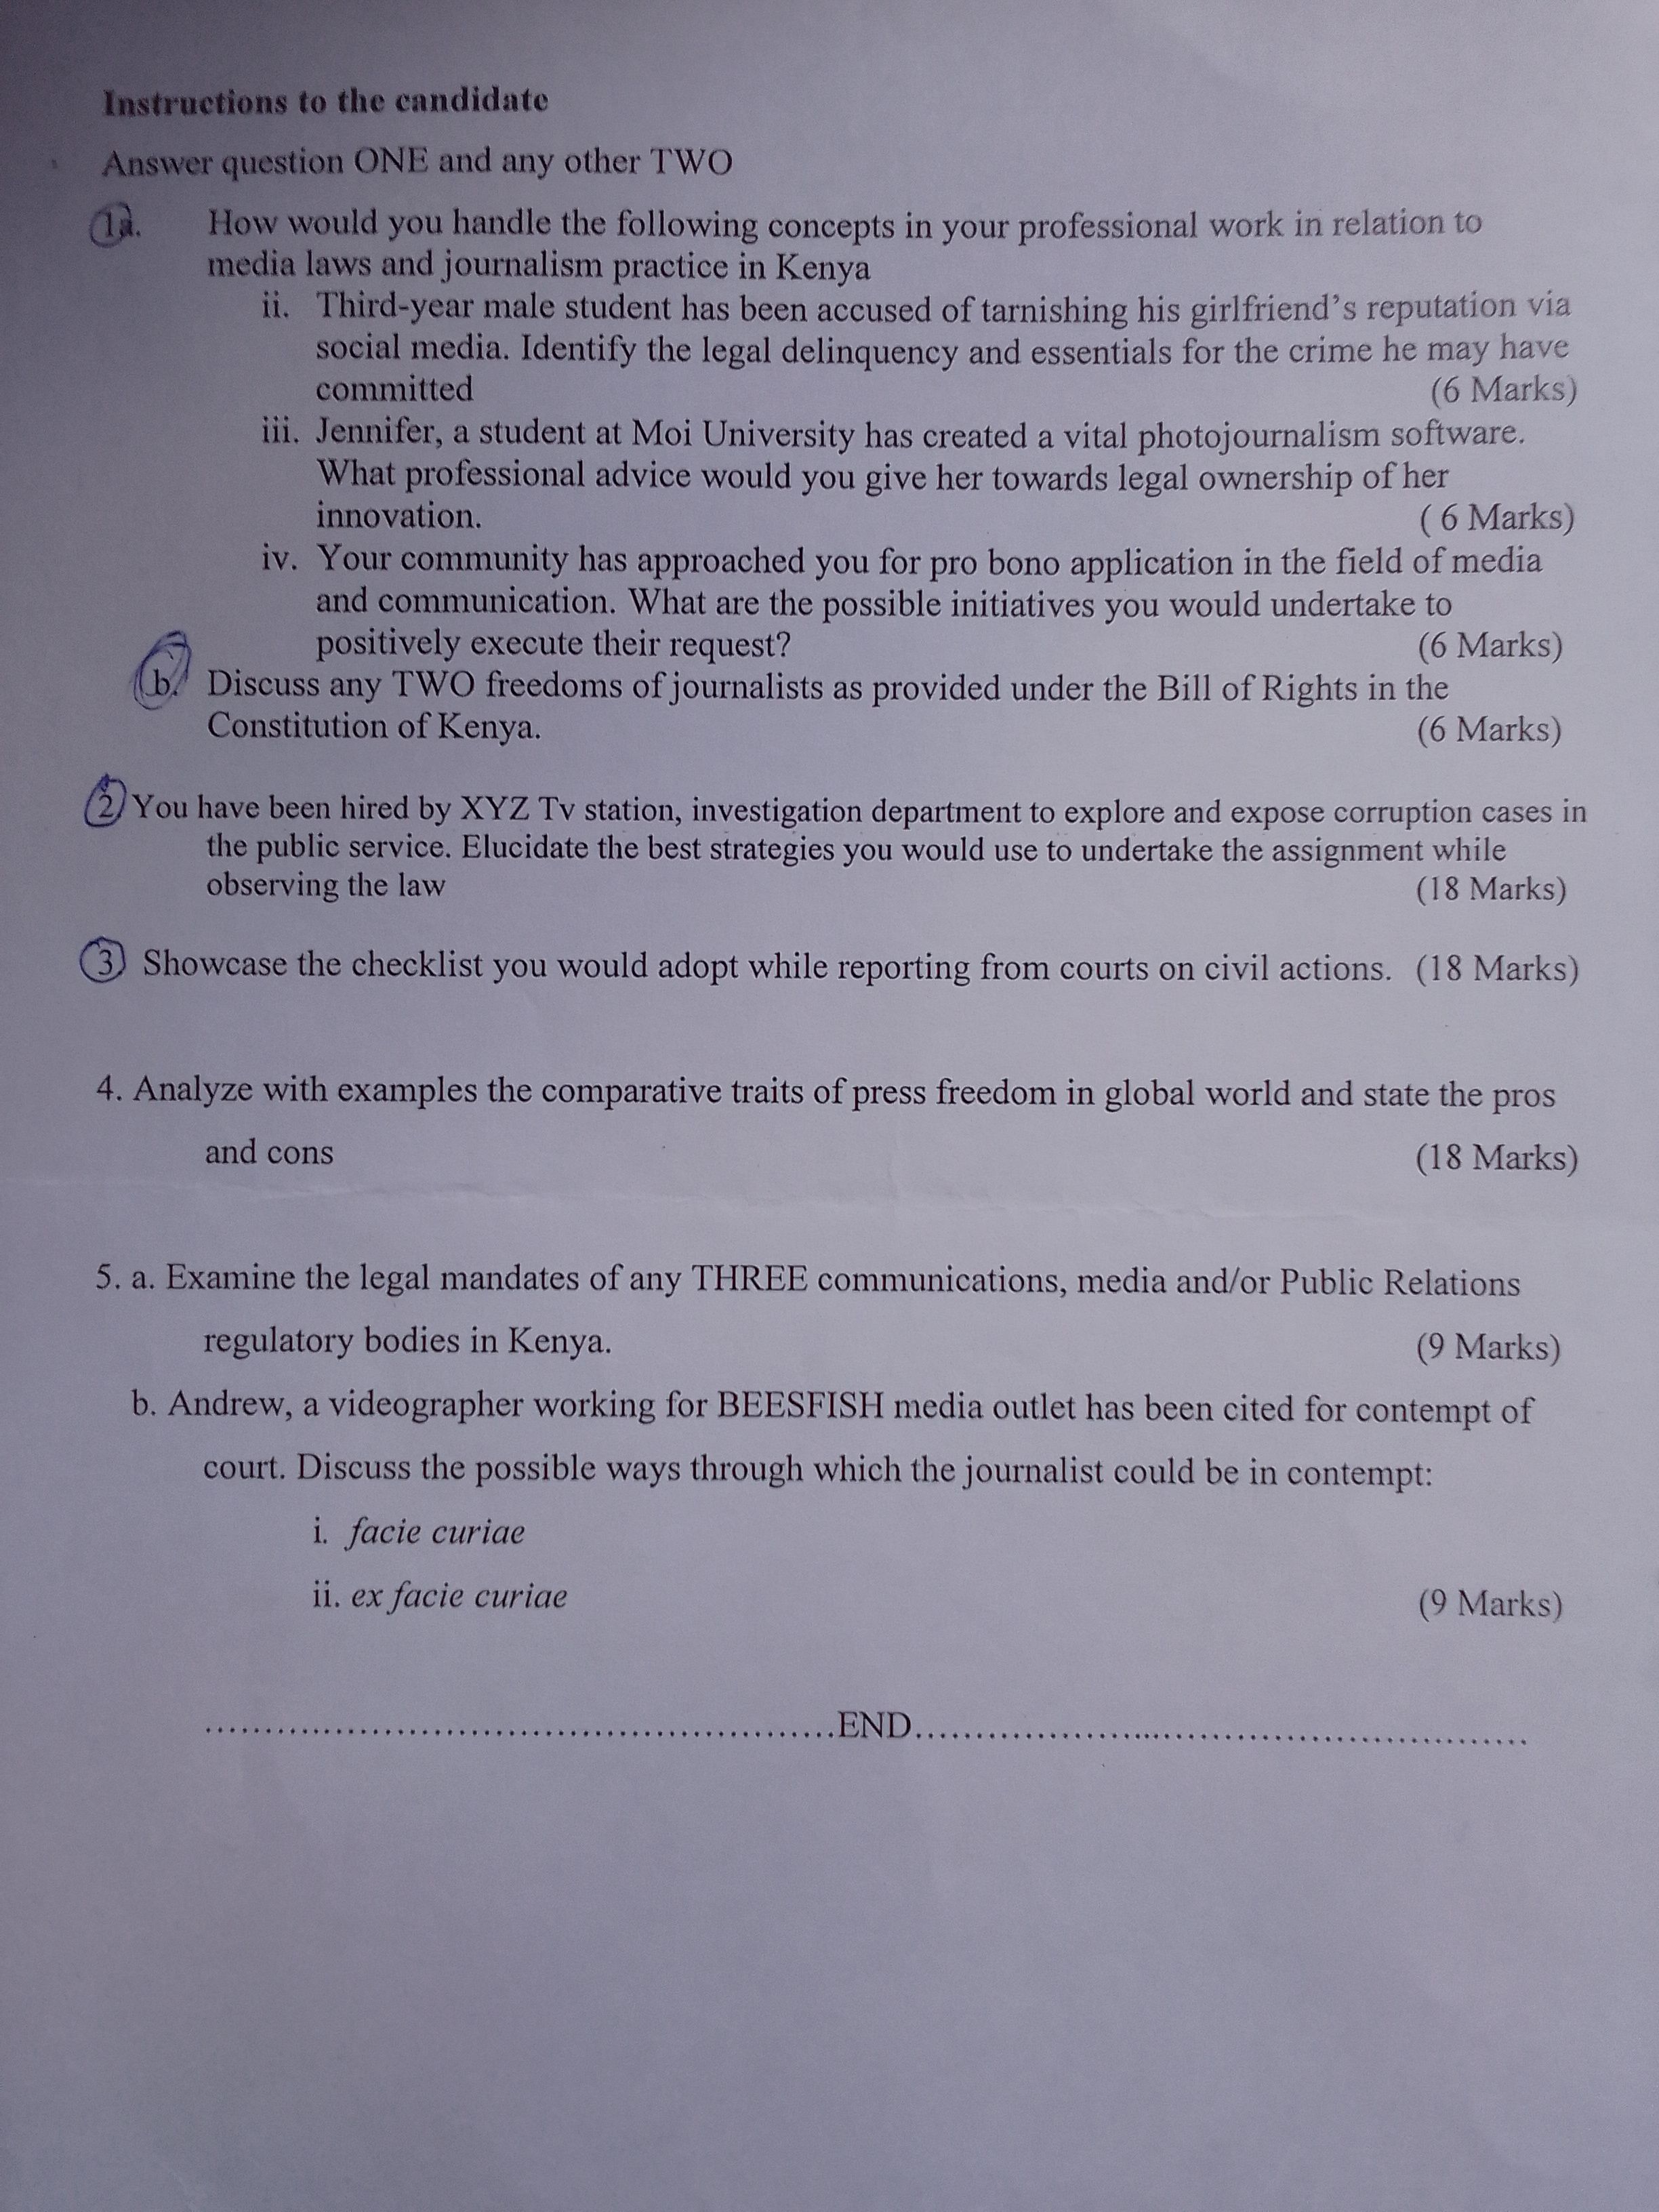 Instructions to the candidate
Answer question ONE and any other TWO
1a. How would you handle the following concepts in your professional work in relation to
media laws and journalism practice in Kenya
ii. Third-year male student has been accused of tarnishing his girlfriend's reputation via
social media. Identify the legal delinquency and essentials for the crime he may have
committed (6 Marks)
iii. Jennifer, a student at Moi University has created a vital photojournalism software.
What professional advice would you give her towards legal ownership of her
innovation. ( 6 Marks)
iv. Your community has approached you for pro bono application in the field of media
and communication. What are the possible initiatives you would undertake to
positively execute their request? (6 Marks)
b. Discuss any TWO freedoms of journalists as provided under the Bill of Rights in the
Constitution of Kenya. (6 Marks)
2 You have been hired by XYZ Tv station, investigation department to explore and expose corruption cases in
the public service. Elucidate the best strategies you would use to undertake the assignment while
observing the law (18 Marks)
3 Showcase the checklist you would adopt while reporting from courts on civil actions. (18 Marks)
4. Analyze with examples the comparative traits of press freedom in global world and state the pros
and cons (18 Marks)
5. a. Examine the legal mandates of any THREE communications, media and/or Public Relations
regulatory bodies in Kenya. (9 Marks)
b. Andrew, a videographer working for BEESFISH media outlet has been cited for contempt of
court. Discuss the possible ways through which the journalist could be in contempt:
i. facie curiae
ii. ex facie curiae (9 Marks)
......................................................END......................................................